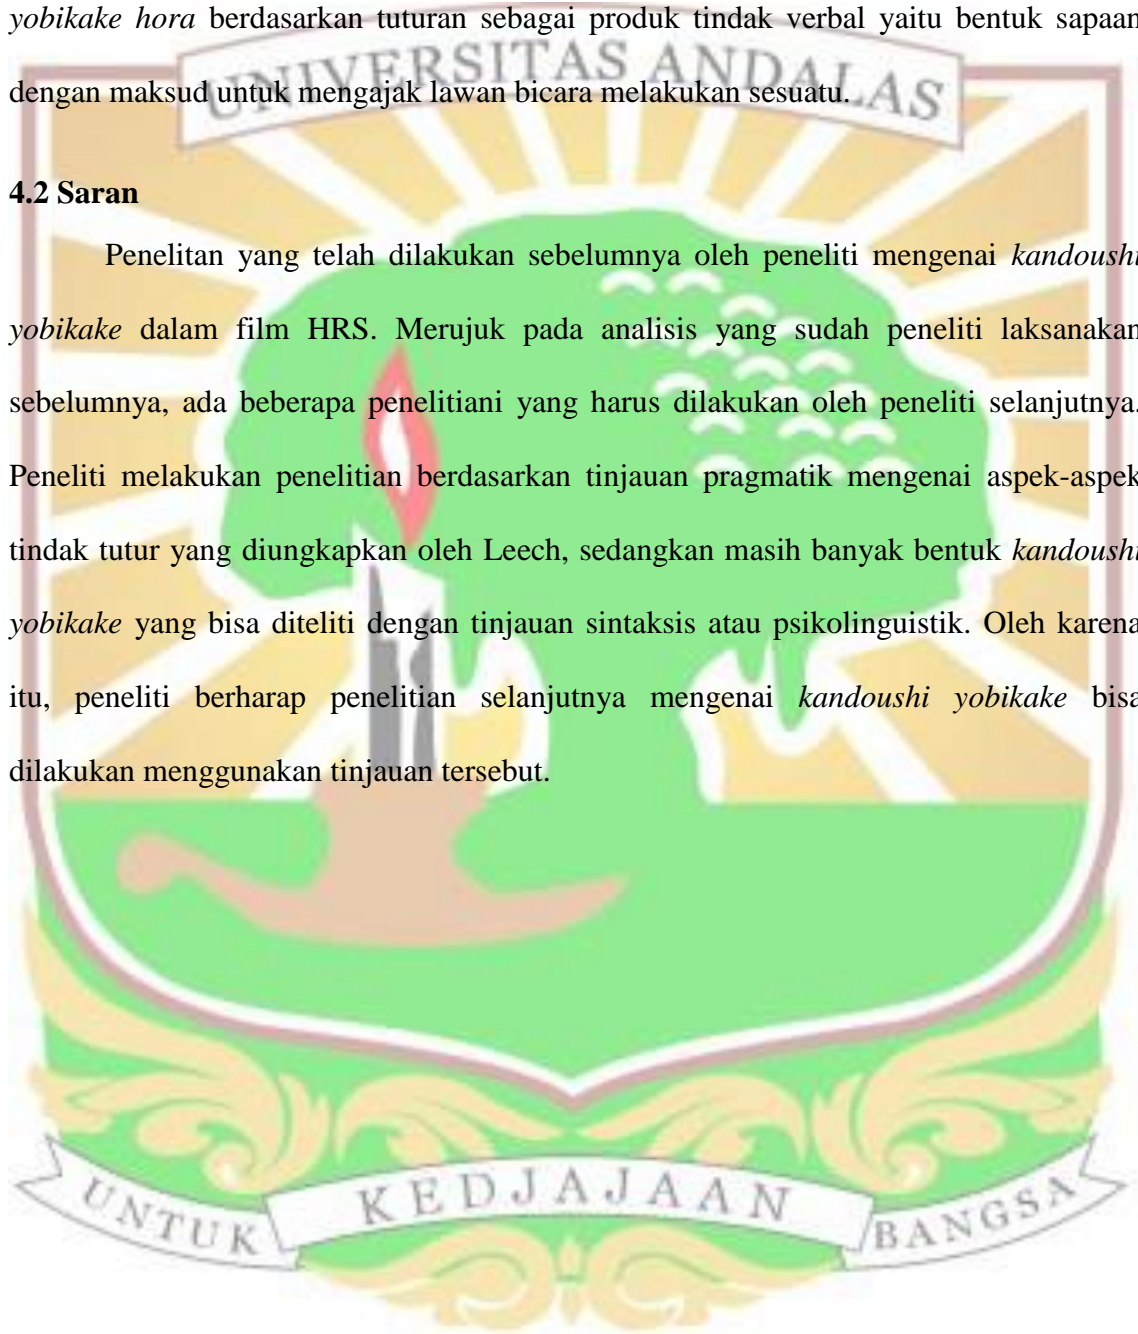 yobikake hora berdasarkan tuturan sebagai produk tindak verbal yaitu bentuk sapaan
UNIVERSITAS ANDALAS
dengan maksud untuk mengajak lawan bicara melakukan sesuatu.
4.2 Saran
Penelitan yang telah dilakukan sebelumnya oleh peneliti mengenai kandoushi
yobikake dalam film HRS. Merujuk pada analisis yang sudah peneliti laksanakan
sebelumnya, ada beberapa penelitiani yang harus dilakukan oleh peneliti selanjutnya.
Peneliti melakukan penelitian berdasarkan tinjauan pragmatik mengenai aspek-aspek
tindak tutur yang diungkapkan oleh Leech, sedangkan masih banyak bentuk kandoushi
yobikake yang bisa diteliti dengan tinjauan sintaksis atau psikolinguistik. Oleh karena
itu, peneliti berharap penelitian selanjutnya mengenai kandoushi yobikake bisa
dilakukan menggunakan tinjauan tersebut.
UNTUK KEDJAJAAN BANGSA